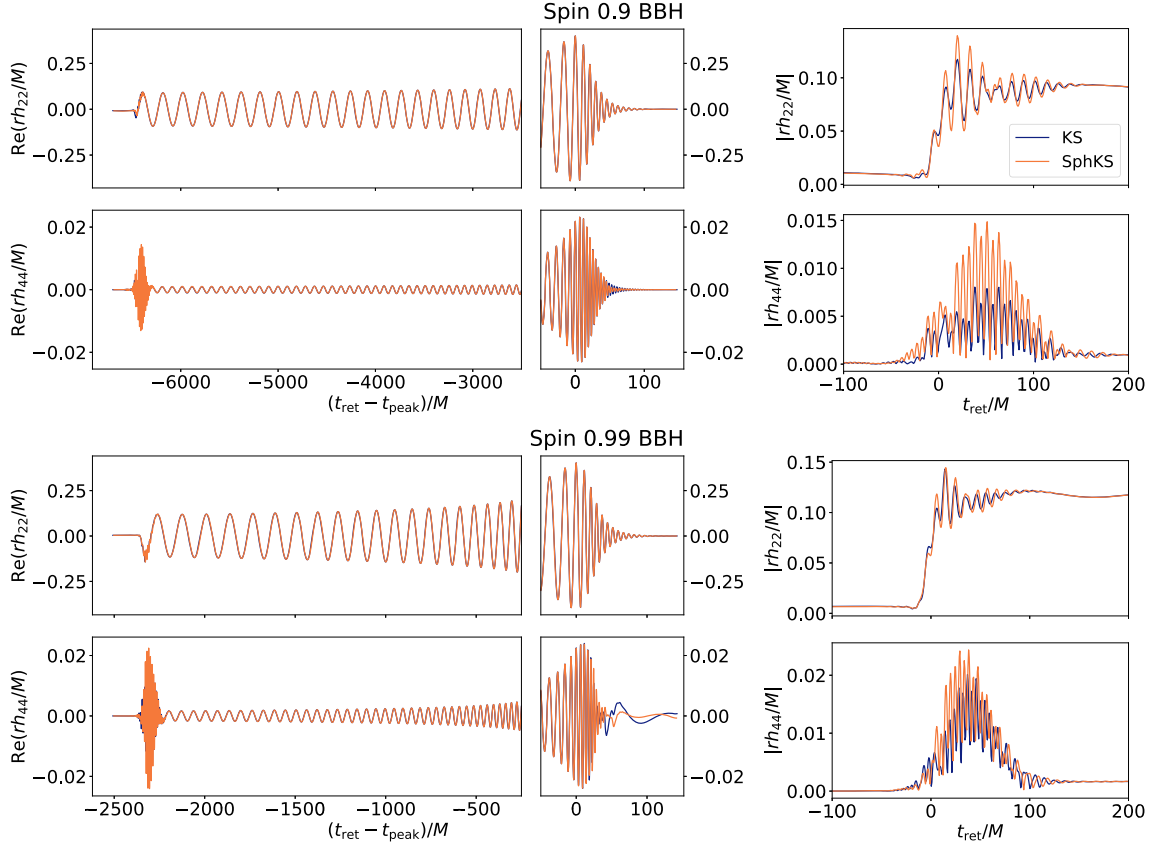 Spin 0.9 BBH
Re(rh₂₂/M)
0.25
0.00
−0.25
0.25
0.00
−0.25
|rh₂₂/M|
0.10
0.05
0.00
KS
SphKS
Re(rh₄₄/M)
0.02
0.00
−0.02
0.02
0.00
−0.02
|rh₄₄/M|
0.015
0.010
0.005
0.000
−6000 −5000 −4000 −3000
0 100
−100 0 100 200
(t_ret − t_peak)/M
t_ret/M
Spin 0.99 BBH
Re(rh₂₂/M)
0.25
0.00
−0.25
0.25
0.00
−0.25
|rh₂₂/M|
0.15
0.10
0.05
0.00
Re(rh₄₄/M)
0.02
0.00
−0.02
0.02
0.00
−0.02
|rh₄₄/M|
0.02
0.01
0.00
−2500 −2000 −1500 −1000 −500
0 100
−100 0 100 200
(t_ret − t_peak)/M
t_ret/M